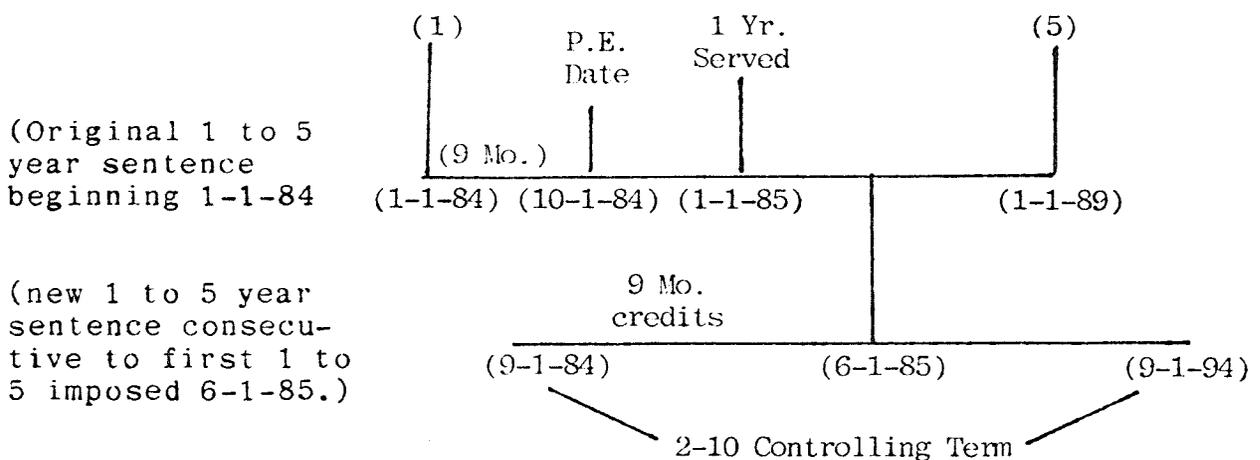 (1)
P.E.
Date
1 Yr.
Served
(5)
(Original 1 to 5
year sentence
beginning 1-1-84
(9 Mo.)
(1-1-84) (10-1-84) (1-1-85) (1-1-89)
(new 1 to 5 year
sentence consecu-
tive to first 1 to
5 imposed 6-1-85.)
9 Mo.
credits
(9-1-84) (6-1-85) (9-1-94)
2-10 Controlling Term